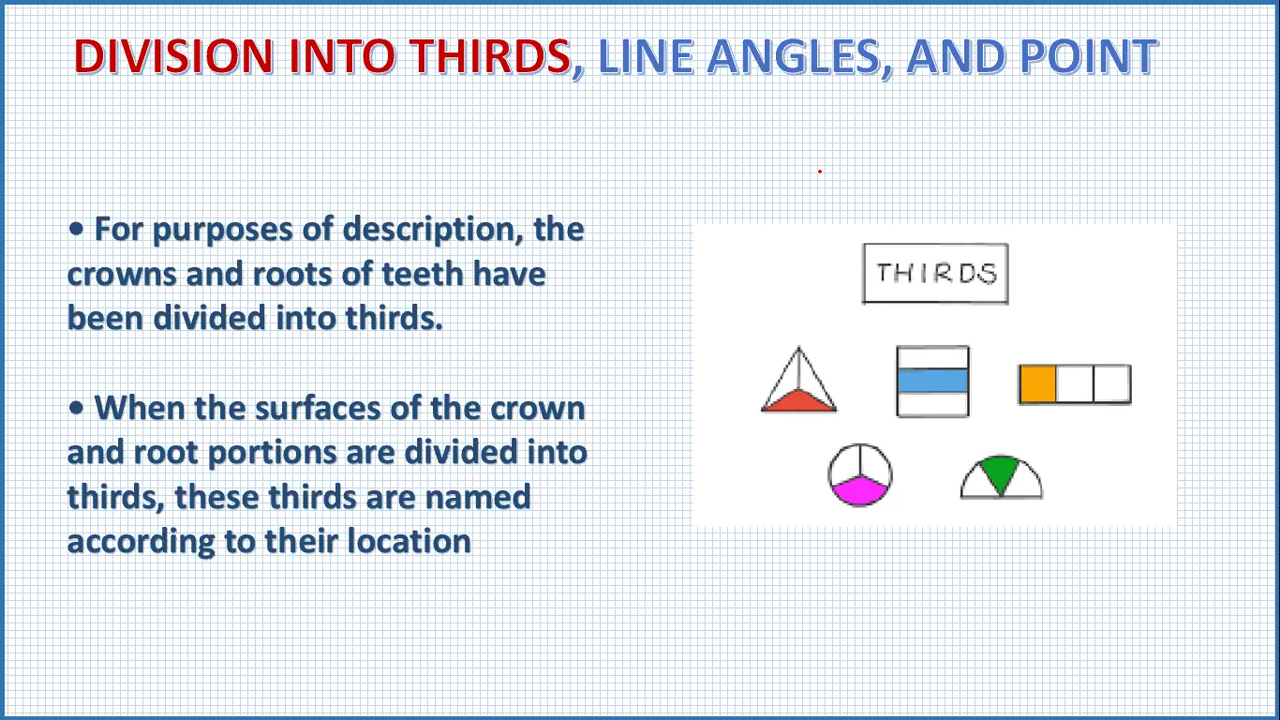 DIVISION INTO THIRDS, LINE ANGLES, AND POINT
• For purposes of description, the
crowns and roots of teeth have
been divided into thirds.
• When the surfaces of the crown
and root portions are divided into
thirds, these thirds are named
according to their location
THIRDS